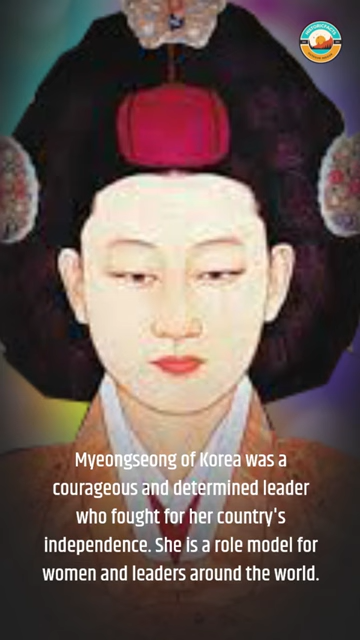 Myeongseong of Korea was a
courageous and determined leader
who fought for her country's
independence. She is a role model for
women and leaders around the world.